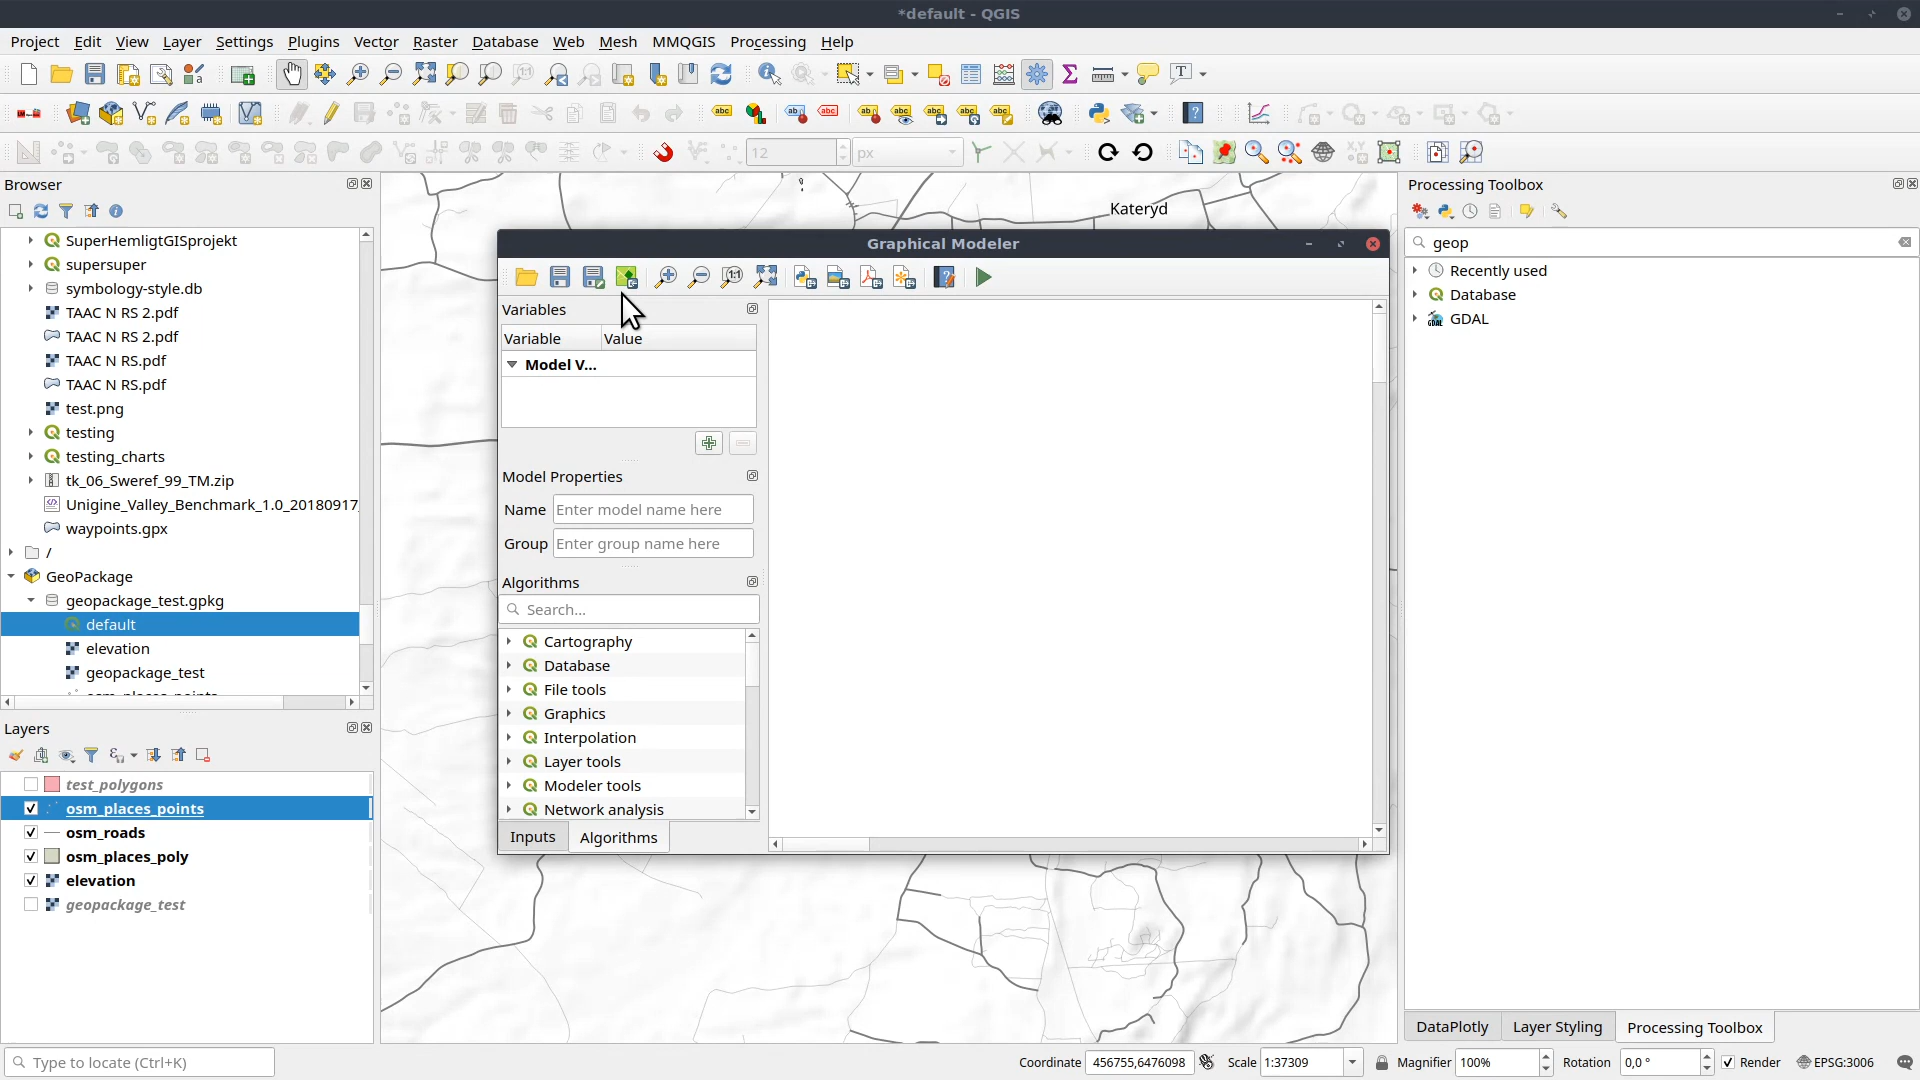 *default - QGIS
Project Edit View Layer Settings Plugins Vector Raster Database Web Mesh MMQGIS Processing Help
12 px
Browser
SuperHemligtGISprojekt
supersuper
symbology-style.db
TAAC N RS 2.pdf
TAAC N RS 2.pdf
TAAC N RS.pdf
TAAC N RS.pdf
test.png
testing
testing_charts
tk_06_Sweref_99_TM.zip
Unigine_Valley_Benchmark_1.0_20180917_
waypoints.gpx
/
GeoPackage
geopackage_test.gpkg
default
elevation
geopackage_test
Layers
test_polygons
osm_places_points
osm_roads
osm_places_poly
elevation
geopackage_test
Kateryd
Graphical Modeler
Variables
Variable Value
Model V...
Model Properties
Name Enter model name here
Group Enter group name here
Algorithms
Search...
Cartography
Database
File tools
Graphics
Interpolation
Layer tools
Modeler tools
Network analysis
Inputs Algorithms
Processing Toolbox
geop
Recently used
Database
GDAL
DataPlotly Layer Styling Processing Toolbox
Type to locate (Ctrl+K)
Coordinate 456755,6476098 Scale 1:37309 Magnifier 100% Rotation 0,0 ° Render EPSG:3006